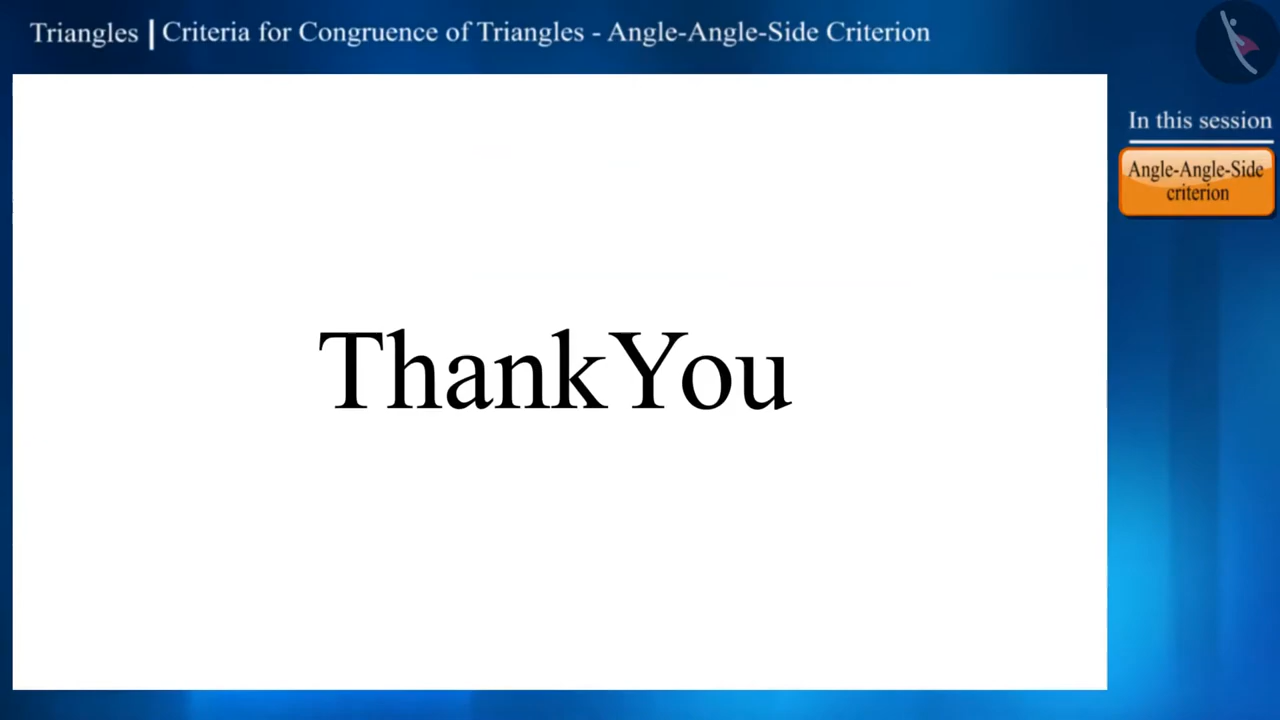 Triangles | Criteria for Congruence of Triangles - Angle-Angle-Side Criterion
In this session
Angle-Angle-Side
criterion
ThankYou